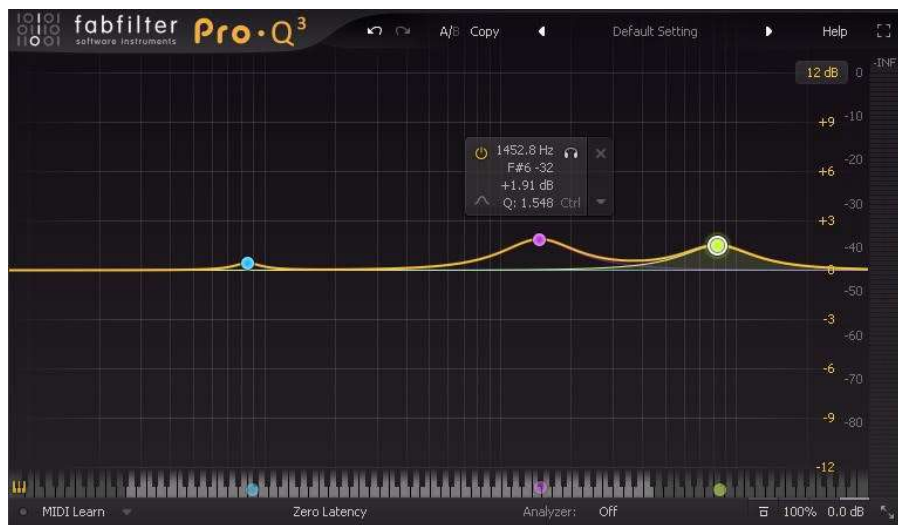 fabfilter
software instruments
Pro·Q³
A/B Copy
Default Setting
Help
-INF
12 dB 0
+9 -10
+6 -20
+3 -30
-40
0
-50
-3
-60
-6
-70
-9 -80
-12
1452.8 Hz
F#6 -32
+1.91 dB
Q: 1.548 Ctrl
MIDI Learn
Zero Latency
Analyzer: Off
100% 0.0 dB